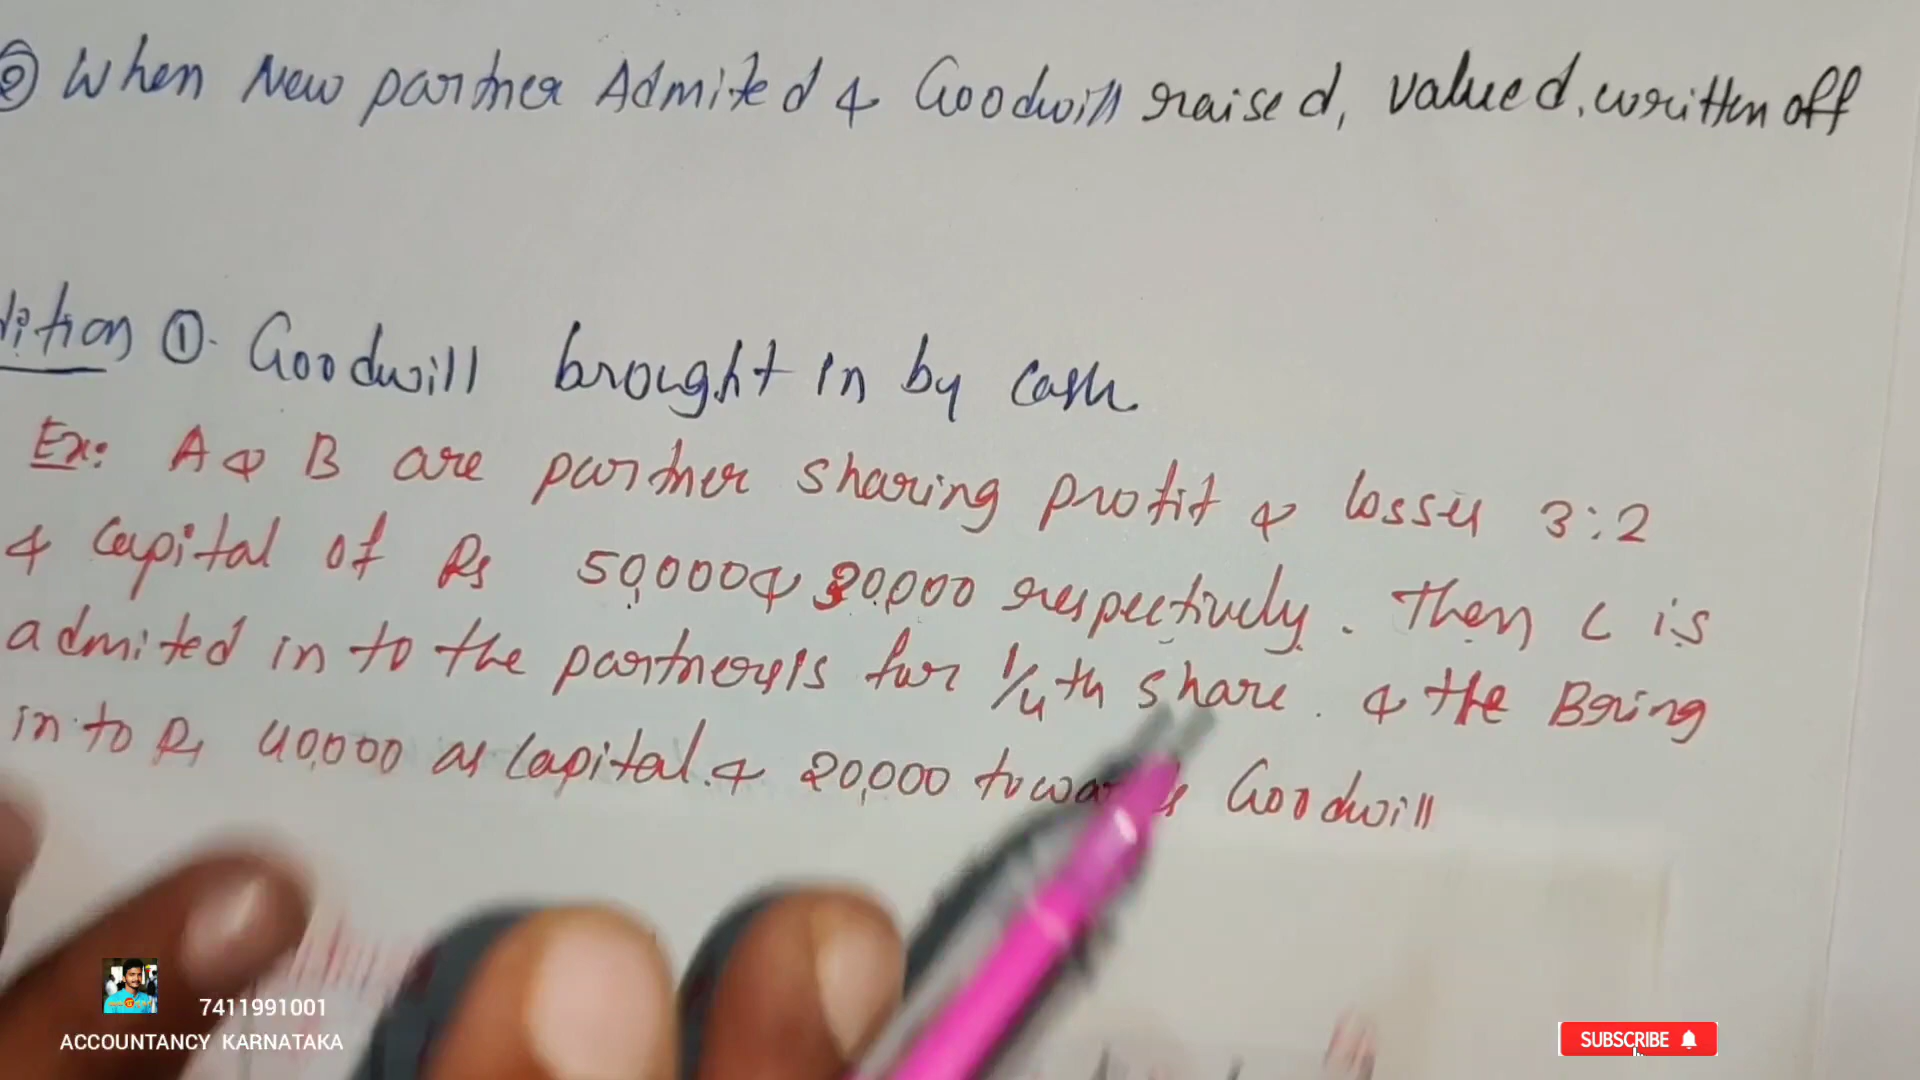 ② When New partner Admited & Goodwill raised, valued, written off
dition ①. Goodwill brought in by cash.
Ex: A & B are partner sharing profit & losses 3:2
& Capital of Rs 50,000 & 30,000 respectively. Then C is
admited in to the for 1/4th share. & the Bring
in to Rs 40,000 as Capital. & 20,000 towards Goodwill
7411991001
ACCOUNTANCY KARNATAKA
SUBSCRIBE